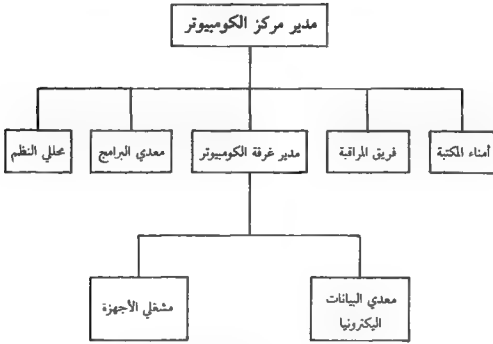 مدير مركز الكومبيوتر
أمناء المكتبة
فريق المراقبة
مدير غرفة الكومبيوتر
معدي البرامج
محللي النظم
معدي البيانات
اليكترونيا
مشغلي الأجهزة